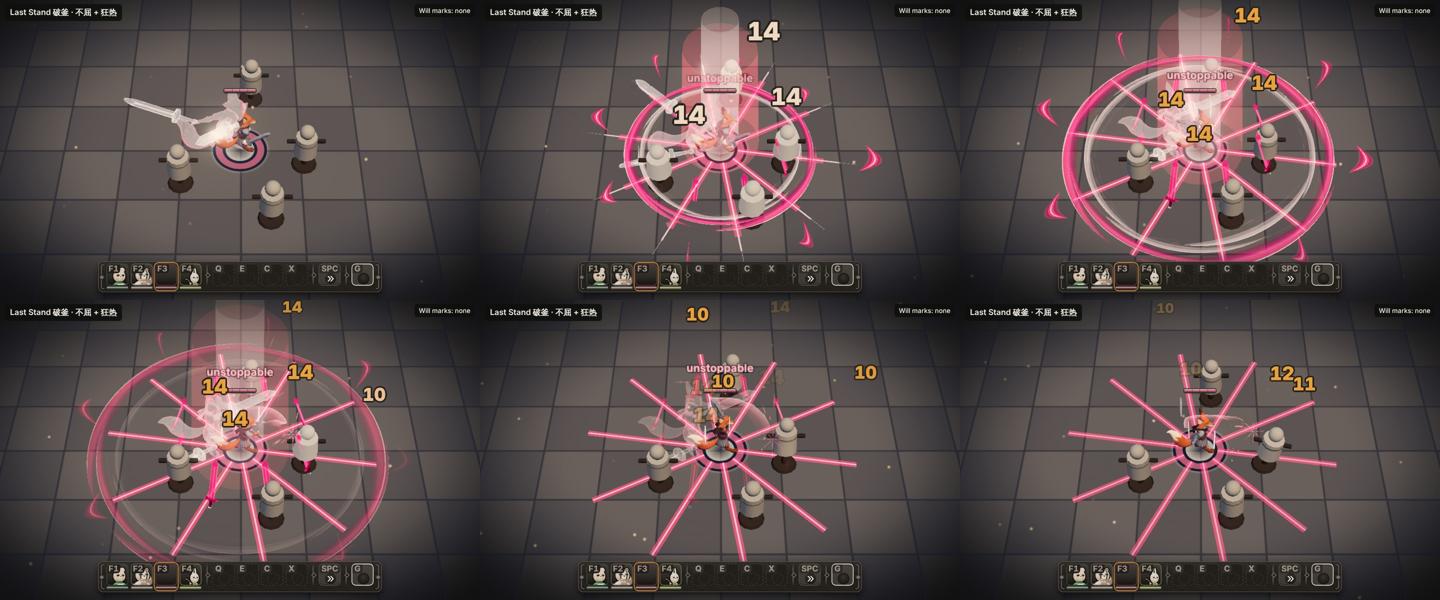 Last Stand 破釜 · 不屈 + 狂热
Will marks: none
F1 F2 F3 F4 Q E C X SPC G
Last Stand 破釜 · 不屈 + 狂热
Will marks: none
14
unstoppable
14
14
F1 F2 F3 F4 Q E C X SPC G
Last Stand 破釜 · 不屈 + 狂热
Will marks: none
14
unstoppable
14
14
14
F1 F2 F3 F4 Q E C X SPC G
Last Stand 破釜 · 不屈 + 狂热
Will marks: none
14
unstoppable
14
14
10
14
F1 F2 F3 F4 Q E C X SPC G
Last Stand 破釜 · 不屈 + 狂热
Will marks: none
14
10
unstoppable
10
10
14
F1 F2 F3 F4 Q E C X SPC G
Last Stand 破釜 · 不屈 + 狂热
Will marks: none
10
10
12
11
F1 F2 F3 F4 Q E C X SPC G